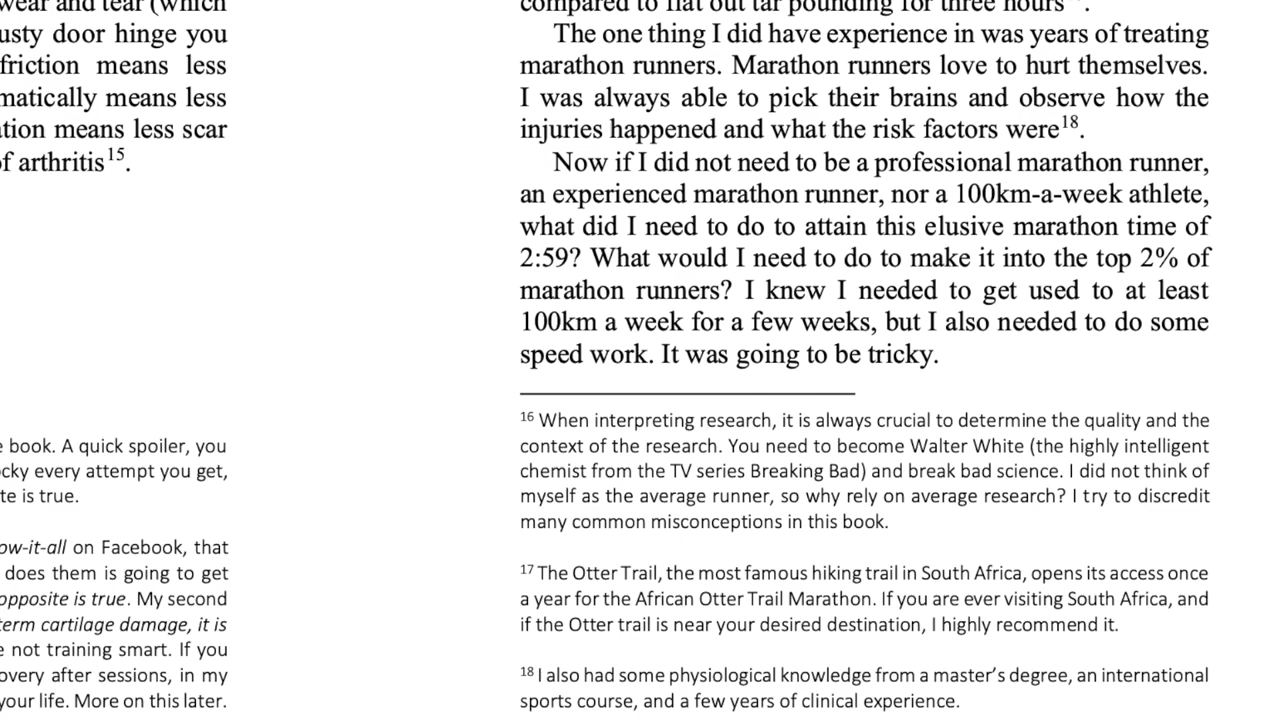 wear and tear (which
usty door hinge you
friction means less
matically means less
ation means less scar
of arthritis15.
e book. A quick spoiler, you
ocky every attempt you get,
te is true.
ow-it-all on Facebook, that
does them is going to get
opposite is true. My second
term cartilage damage, it is
e not training smart. If you
overy after sessions, in my
your life. More on this later.
compared to flat out tar pounding for three hours
The one thing I did have experience in was years of treating
marathon runners. Marathon runners love to hurt themselves.
I was always able to pick their brains and observe how the
injuries happened and what the risk factors were18.
Now if I did not need to be a professional marathon runner,
an experienced marathon runner, nor a 100km-a-week athlete,
what did I need to do to attain this elusive marathon time of
2:59? What would I need to do to make it into the top 2% of
marathon runners? I knew I needed to get used to at least
100km a week for a few weeks, but I also needed to do some
speed work. It was going to be tricky.
16 When interpreting research, it is always crucial to determine the quality and the
context of the research. You need to become Walter White (the highly intelligent
chemist from the TV series Breaking Bad) and break bad science. I did not think of
myself as the average runner, so why rely on average research? I try to discredit
many common misconceptions in this book.
17 The Otter Trail, the most famous hiking trail in South Africa, opens its access once
a year for the African Otter Trail Marathon. If you are ever visiting South Africa, and
if the Otter trail is near your desired destination, I highly recommend it.
18 I also had some physiological knowledge from a master's degree, an international
sports course, and a few years of clinical experience.